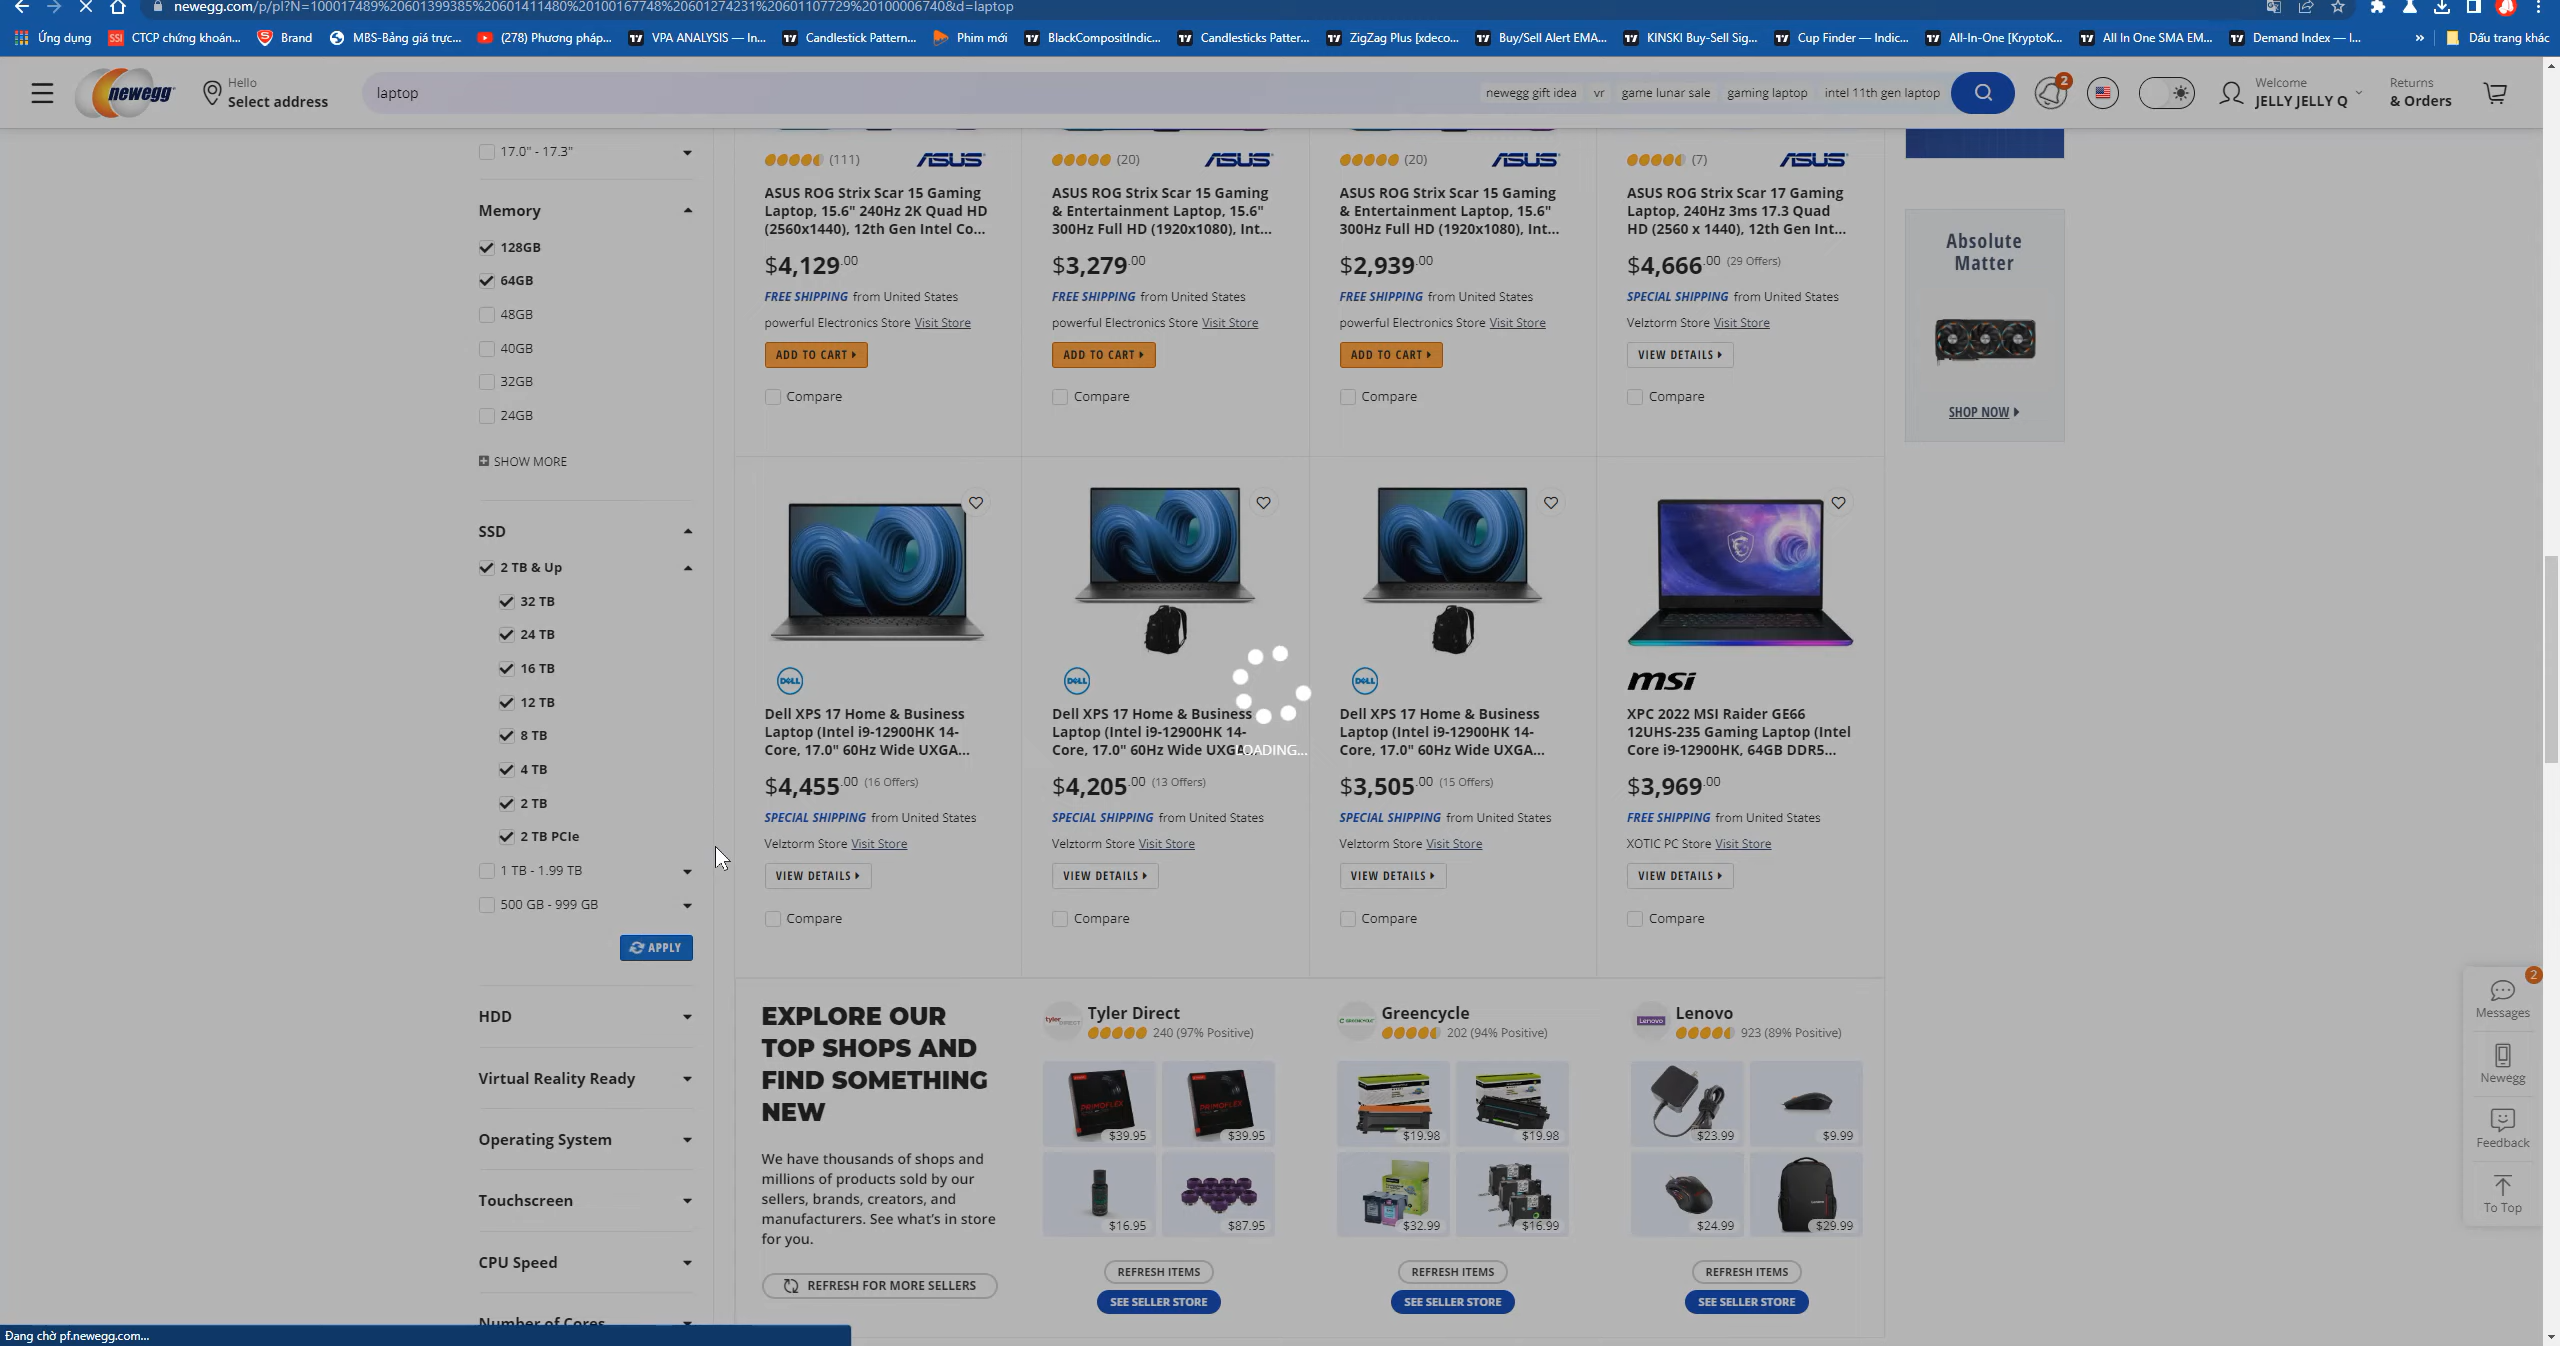 newegg.com/p/pl?N=100017489%20601399385%20601411480%20100167748%20601274231%20601107729%20100006740&d=laptop
Ứng dụng
SSI CTCP chứng khoán...
Brand
MBS-Bảng giá trực...
(278) Phương pháp...
VPA ANALYSIS — In...
Candlestick Pattern...
Phim mới
BlackCompositIndic...
Candlesticks Patter...
ZigZag Plus [xdeco...
Buy/Sell Alert EMA...
KINSKI Buy-Sell Sig...
Cup Finder — Indic...
All-In-One [KryptoK...
All In One SMA EM...
Demand Index — I...
»
Dấu trang khác
newegg
Hello
Select address
laptop
newegg gift idea vr game lunar sale gaming laptop intel 11th gen laptop
2
Welcome
JELLY JELLY Q
Returns
& Orders
17.0" - 17.3"
Memory
128GB
64GB
48GB
40GB
32GB
24GB
SHOW MORE
SSD
2 TB & Up
32 TB
24 TB
16 TB
12 TB
8 TB
4 TB
2 TB
2 TB PCIe
1 TB - 1.99 TB
500 GB - 999 GB
APPLY
HDD
Virtual Reality Ready
Operating System
Touchscreen
CPU Speed
Number of Cores
(111) ASUS
ASUS ROG Strix Scar 15 Gaming
Laptop, 15.6" 240Hz 2K Quad HD
(2560x1440), 12th Gen Intel Co...
$4,129.00
FREE SHIPPING from United States
powerful Electronics Store Visit Store
ADD TO CART
Compare
(20) ASUS
ASUS ROG Strix Scar 15 Gaming
& Entertainment Laptop, 15.6"
300Hz Full HD (1920x1080), Int...
$3,279.00
FREE SHIPPING from United States
powerful Electronics Store Visit Store
ADD TO CART
Compare
(20) ASUS
ASUS ROG Strix Scar 15 Gaming
& Entertainment Laptop, 15.6"
300Hz Full HD (1920x1080), Int...
$2,939.00
FREE SHIPPING from United States
powerful Electronics Store Visit Store
ADD TO CART
Compare
(7) ASUS
ASUS ROG Strix Scar 17 Gaming
Laptop, 240Hz 3ms 17.3 Quad
HD (2560 x 1440), 12th Gen Int...
$4,666.00 (29 Offers)
SPECIAL SHIPPING from United States
Velztorm Store Visit Store
VIEW DETAILS
Compare
DELL
Dell XPS 17 Home & Business
Laptop (Intel i9-12900HK 14-
Core, 17.0" 60Hz Wide UXGA...
$4,455.00 (16 Offers)
SPECIAL SHIPPING from United States
Velztorm Store Visit Store
VIEW DETAILS
Compare
DELL
Dell XPS 17 Home & Business
Laptop (Intel i9-12900HK 14-
Core, 17.0" 60Hz Wide UXGA...
LOADING...
$4,205.00 (13 Offers)
SPECIAL SHIPPING from United States
Velztorm Store Visit Store
VIEW DETAILS
Compare
DELL
Dell XPS 17 Home & Business
Laptop (Intel i9-12900HK 14-
Core, 17.0" 60Hz Wide UXGA...
$3,505.00 (15 Offers)
SPECIAL SHIPPING from United States
Velztorm Store Visit Store
VIEW DETAILS
Compare
msi
XPC 2022 MSI Raider GE66
12UHS-235 Gaming Laptop (Intel
Core i9-12900HK, 64GB DDR5...
$3,969.00
FREE SHIPPING from United States
XOTIC PC Store Visit Store
VIEW DETAILS
Compare
Absolute
Matter
SHOP NOW
EXPLORE OUR
TOP SHOPS AND
FIND SOMETHING
NEW
We have thousands of shops and
millions of products sold by our
sellers, brands, creators, and
manufacturers. See what's in store
for you.
REFRESH FOR MORE SELLERS
Tyler Direct
240 (97% Positive)
PRIMOFLEX PRIMOFLEX
$39.95 $39.95
$16.95 $87.95
REFRESH ITEMS
SEE SELLER STORE
GREENCYCLE
Greencycle
202 (94% Positive)
$19.98 $19.98
$32.99 $16.99
REFRESH ITEMS
SEE SELLER STORE
Lenovo
Lenovo
923 (89% Positive)
$23.99 $9.99
$24.99 $29.99
REFRESH ITEMS
SEE SELLER STORE
2
Messages
Newegg
Feedback
To Top
Đang chờ pf.newegg.com...